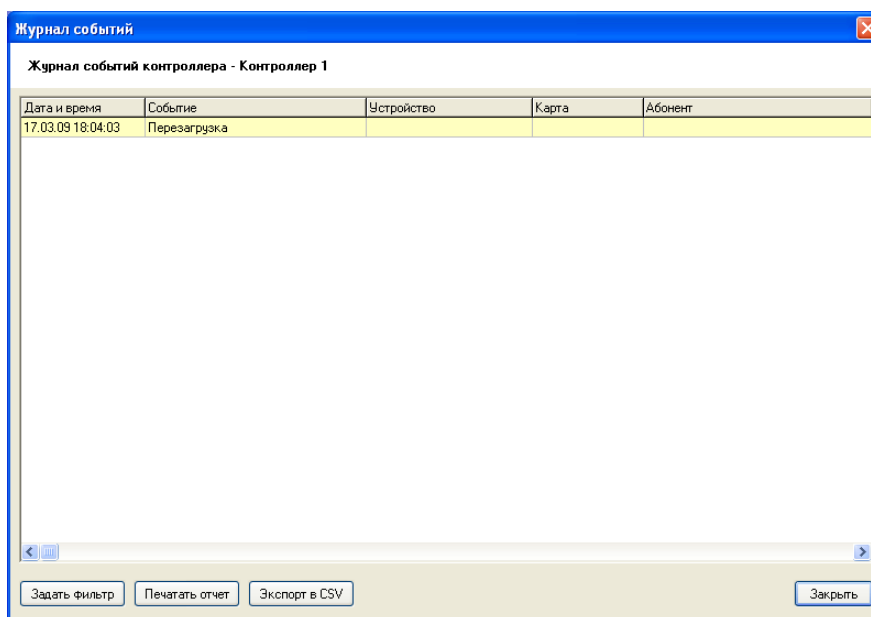 Журнал событий
Журнал событий контроллера - Контроллер 1
Дата и время Событие Устройство Карта Абонент
17.03.09 18:04:03 Перезагрузка
Задать фильтр Печатать отчет Экспорт в CSV Закрыть